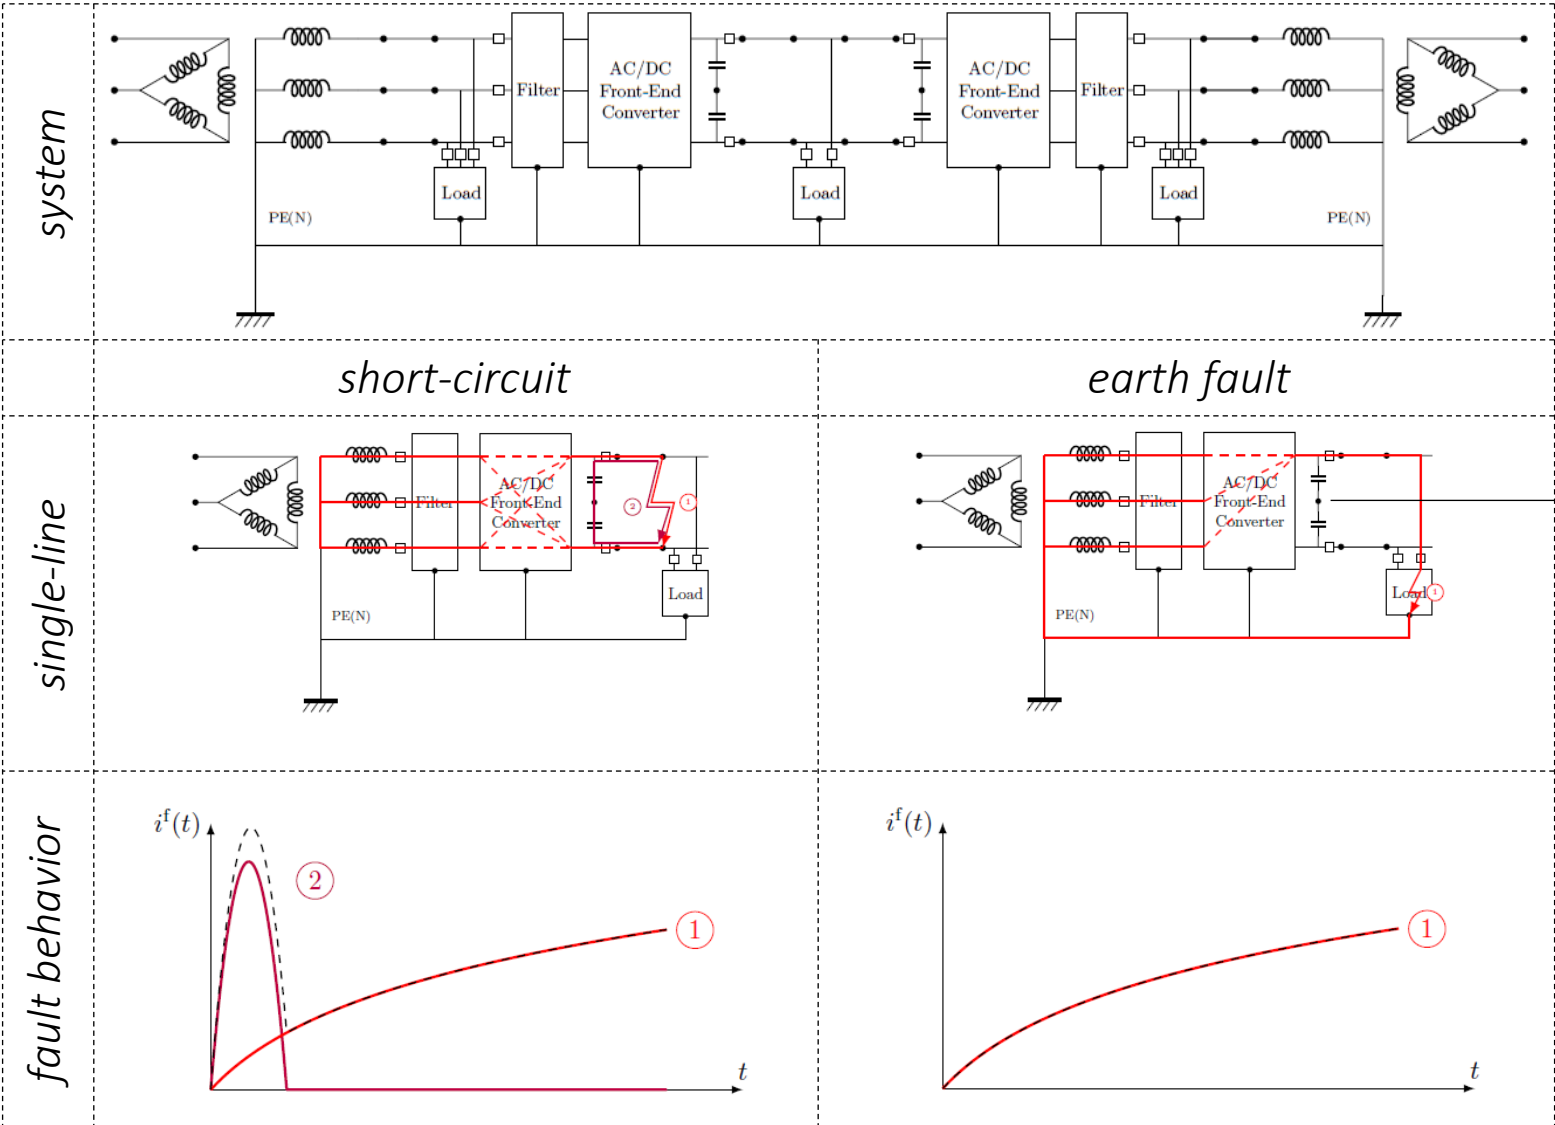 system
AC/DC
Front-End
Converter
Filter
AC/DC
Front-End
Converter
Filter
Load
Load
Load
PE(N)
PE(N)
short-circuit
earth fault
single-line
Filter
AC/DC
Front-End
Converter
2
1
Load
PE(N)
Filter
AC/DC
Front-End
Converter
Load
1
PE(N)
fault behavior
i^f(t)
2
1
t
i^f(t)
1
t